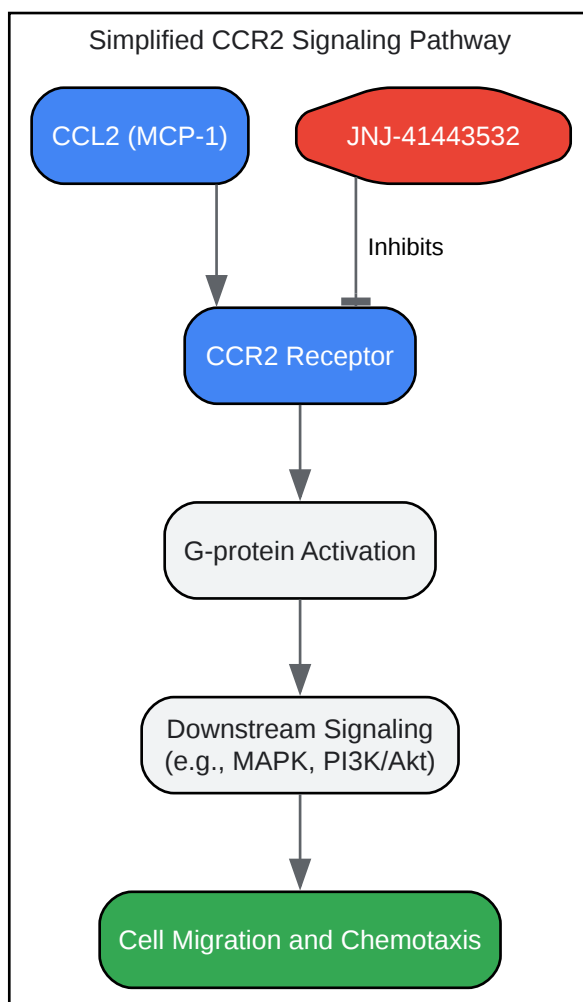 Simplified CCR2 Signaling Pathway
CCL2 (MCP-1)
JNJ-41443532
Inhibits
CCR2 Receptor
G-protein Activation
Downstream Signaling
(e.g., MAPK, PI3K/Akt)
Cell Migration and Chemotaxis